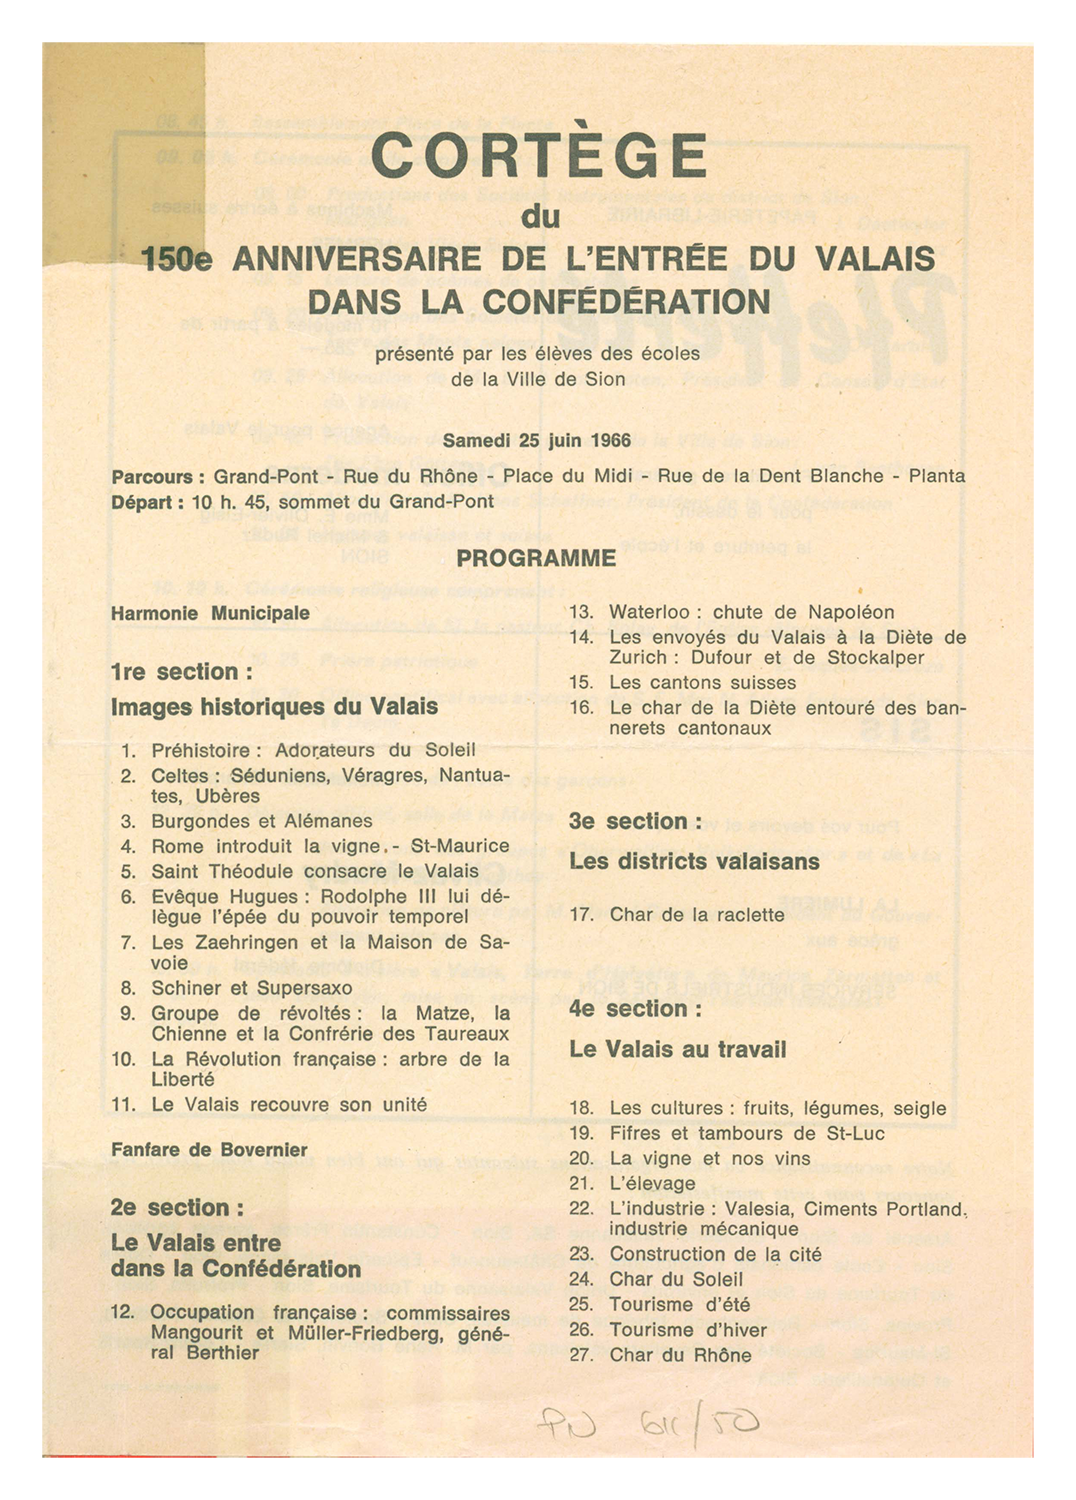 CORTÈGE
du
150e ANNIVERSAIRE DE L'ENTRÉE DU VALAIS
DANS LA CONFÉDÉRATION
présenté par les élèves des écoles
de la Ville de Sion
Samedi 25 juin 1966
Parcours : Grand-Pont - Rue du Rhône - Place du Midi - Rue de la Dent Blanche - Planta
Départ : 10 h. 45, sommet du Grand-Pont
PROGRAMME
Harmonie Municipale
1re section :
Images historiques du Valais
1. Préhistoire : Adorateurs du Soleil
2. Celtes : Séduniens, Véragres, Nantua-
tes, Ubères
3. Burgondes et Alémanes
4. Rome introduit la vigne - St-Maurice
5. Saint Théodule consacre le Valais
6. Evêque Hugues : Rodolphe III lui dé-
lègue l'épée du pouvoir temporel
7. Les Zaehringen et la Maison de Sa-
voie
8. Schiner et Supersaxo
9. Groupe de révoltés : la Matze, la
Chienne et la Confrérie des Taureaux
10. La Révolution française : arbre de la
Liberté
11. Le Valais recouvre son unité
Fanfare de Bovernier
2e section :
Le Valais entre
dans la Confédération
12. Occupation française : commissaires
Mangourit et Müller-Friedberg, géné-
ral Berthier
13. Waterloo : chute de Napoléon
14. Les envoyés du Valais à la Diète de
Zurich : Dufour et de Stockalper
15. Les cantons suisses
16. Le char de la Diète entouré des ban-
nerets cantonaux
3e section :
Les districts valaisans
17. Char de la raclette
4e section :
Le Valais au travail
18. Les cultures : fruits, légumes, seigle
19. Fifres et tambours de St-Luc
20. La vigne et nos vins
21. L'élevage
22. L'industrie : Valesia, Ciments Portland,
industrie mécanique
23. Construction de la cité
24. Char du Soleil
25. Tourisme d'été
26. Tourisme d'hiver
27. Char du Rhône
PN 611/50